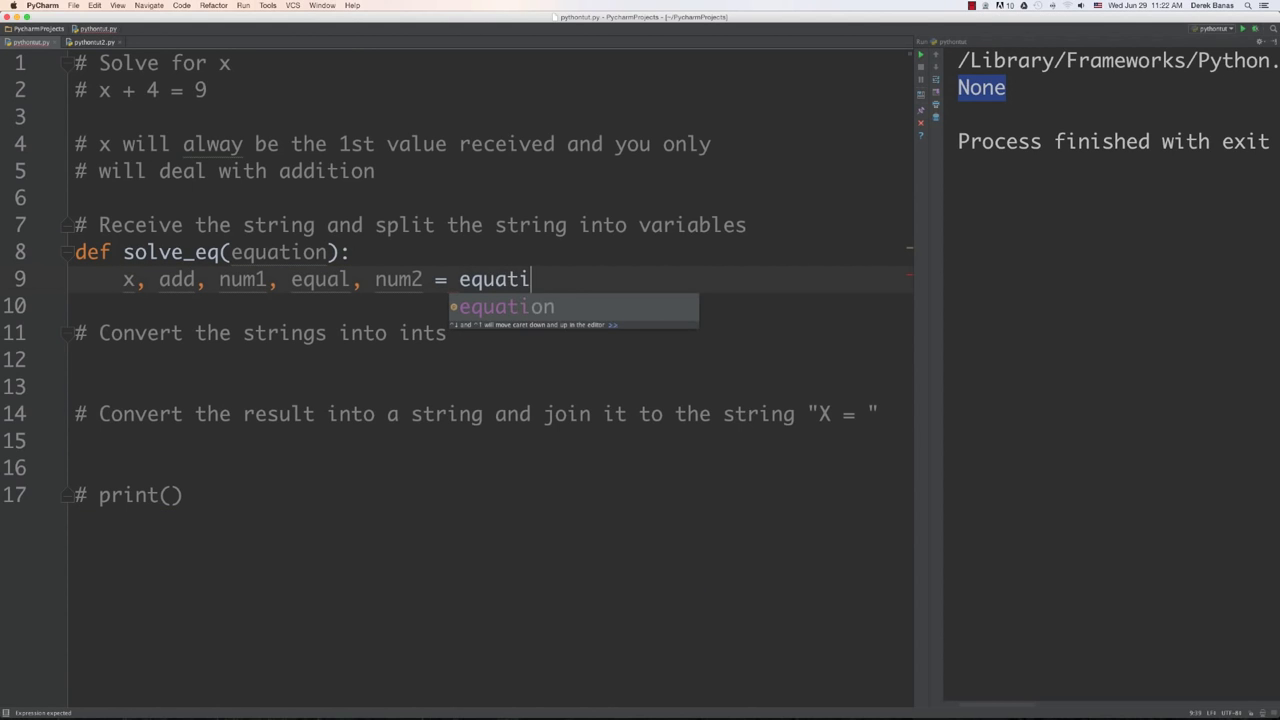 PyCharm File Edit View Navigate Code Refactor Run Tools VCS Window Help 10 Wed Jun 29 11:22 AM Derek Banas
pythontut.py - PycharmProjects - [~/PycharmProjects]
PycharmProjects pythontut.py pythontut
pythontut.py pythontut2.py Run pythontut
1 # Solve for x
2 # x + 4 = 9
3
4 # x will alway be the 1st value received and you only
5 # will deal with addition
6
7 # Receive the string and split the string into variables
8 def solve_eq(equation):
9 x, add, num1, equal, num2 = equati
10 equation
^↓ and ^↑ will move caret down and up in the editor >>
11 # Convert the strings into ints
12
13
14 # Convert the result into a string and join it to the string "X = "
15
16
17 # print()
/Library/Frameworks/Python.
None
Process finished with exit
Expression expected
UTF-8